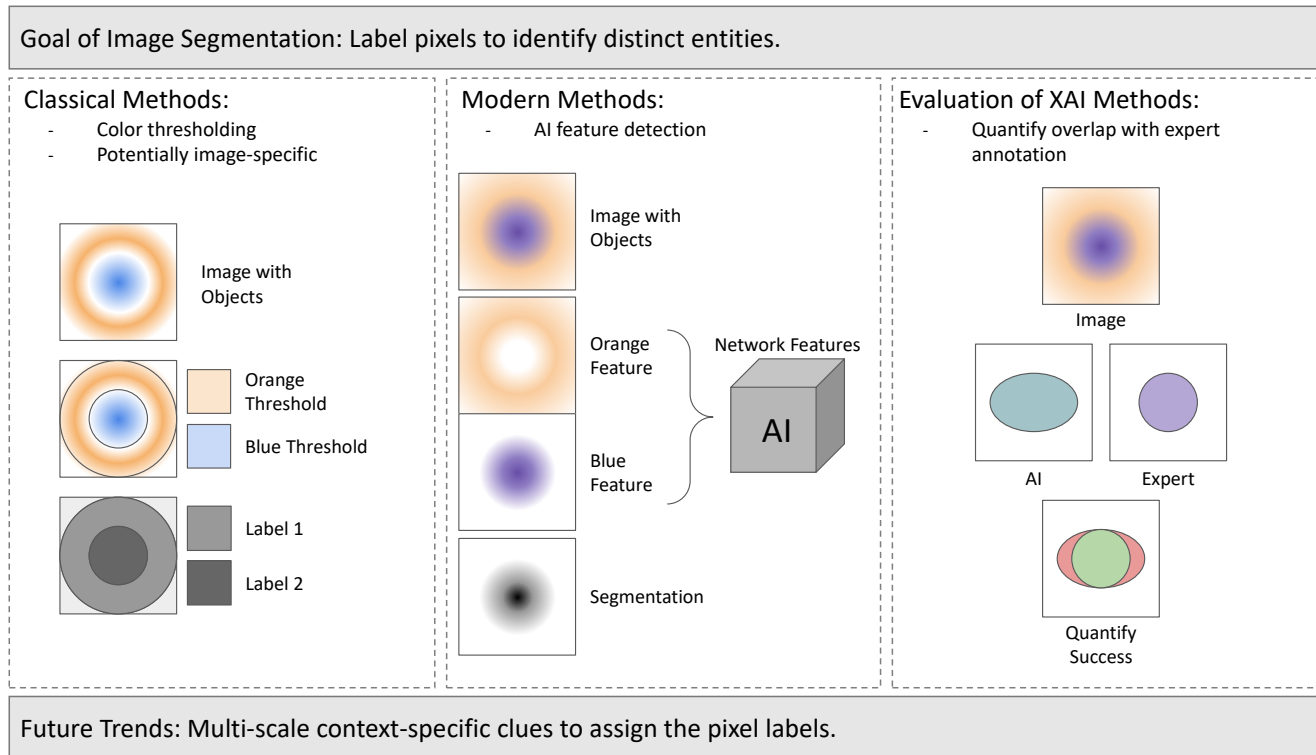 Goal of Image Segmentation: Label pixels to identify distinct entities.
Classical Methods:
- Color thresholding
- Potentially image-specific
Image with
Objects
Orange
Threshold
Blue Threshold
Label 1
Label 2
Modern Methods:
- AI feature detection
Image with
Objects
Orange
Feature
Blue
Feature
Network Features
AI
Segmentation
Evaluation of XAI Methods:
- Quantify overlap with expert
annotation
Image
AI
Expert
Quantify
Success
Future Trends: Multi-scale context-specific clues to assign the pixel labels.